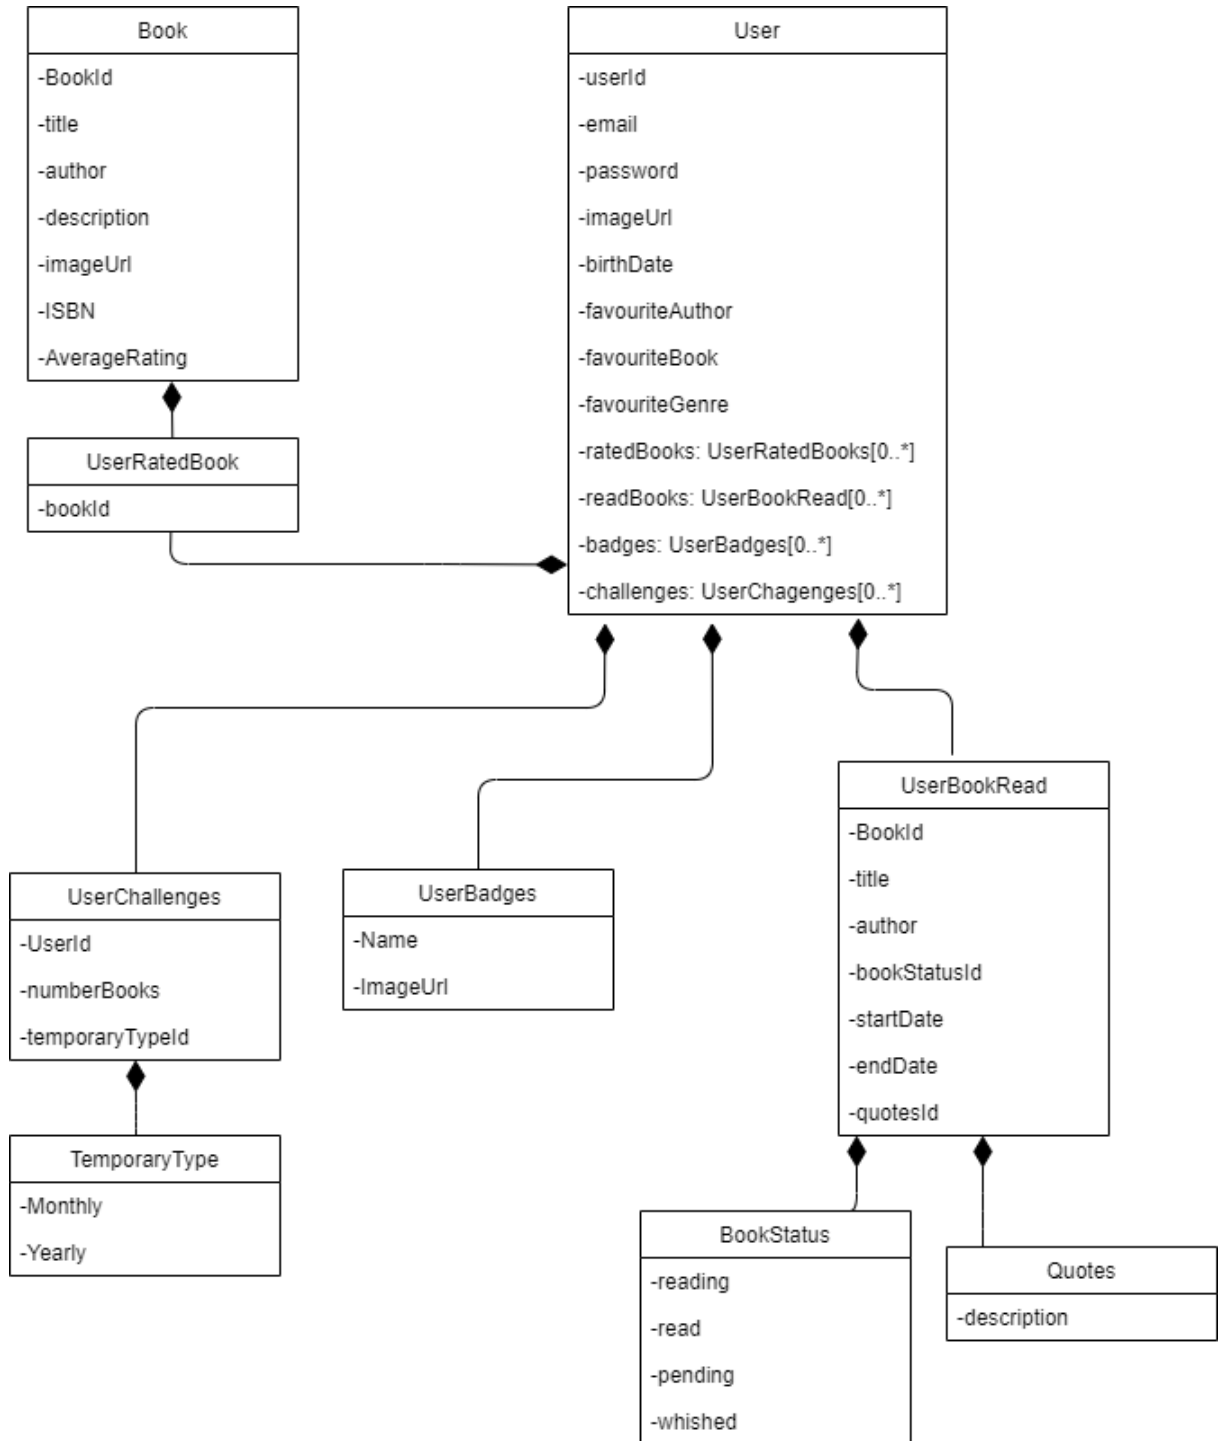 Book
-BookId
-title
-author
-description
-imageUrl
-ISBN
-AverageRating
UserRatedBook
-bookId
User
-userId
-email
-password
-imageUrl
-birthDate
-favouriteAuthor
-favouriteBook
-favouriteGenre
-ratedBooks: UserRatedBooks[0..*]
-readBooks: UserBookRead[0..*]
-badges: UserBadges[0..*]
-challenges: UserChagenges[0..*]
UserChallenges
-UserId
-numberBooks
-temporaryTypeId
TemporaryType
-Monthly
-Yearly
UserBadges
-Name
-ImageUrl
UserBookRead
-BookId
-title
-author
-bookStatusId
-startDate
-endDate
-quotesId
BookStatus
-reading
-read
-pending
-whished
Quotes
-description